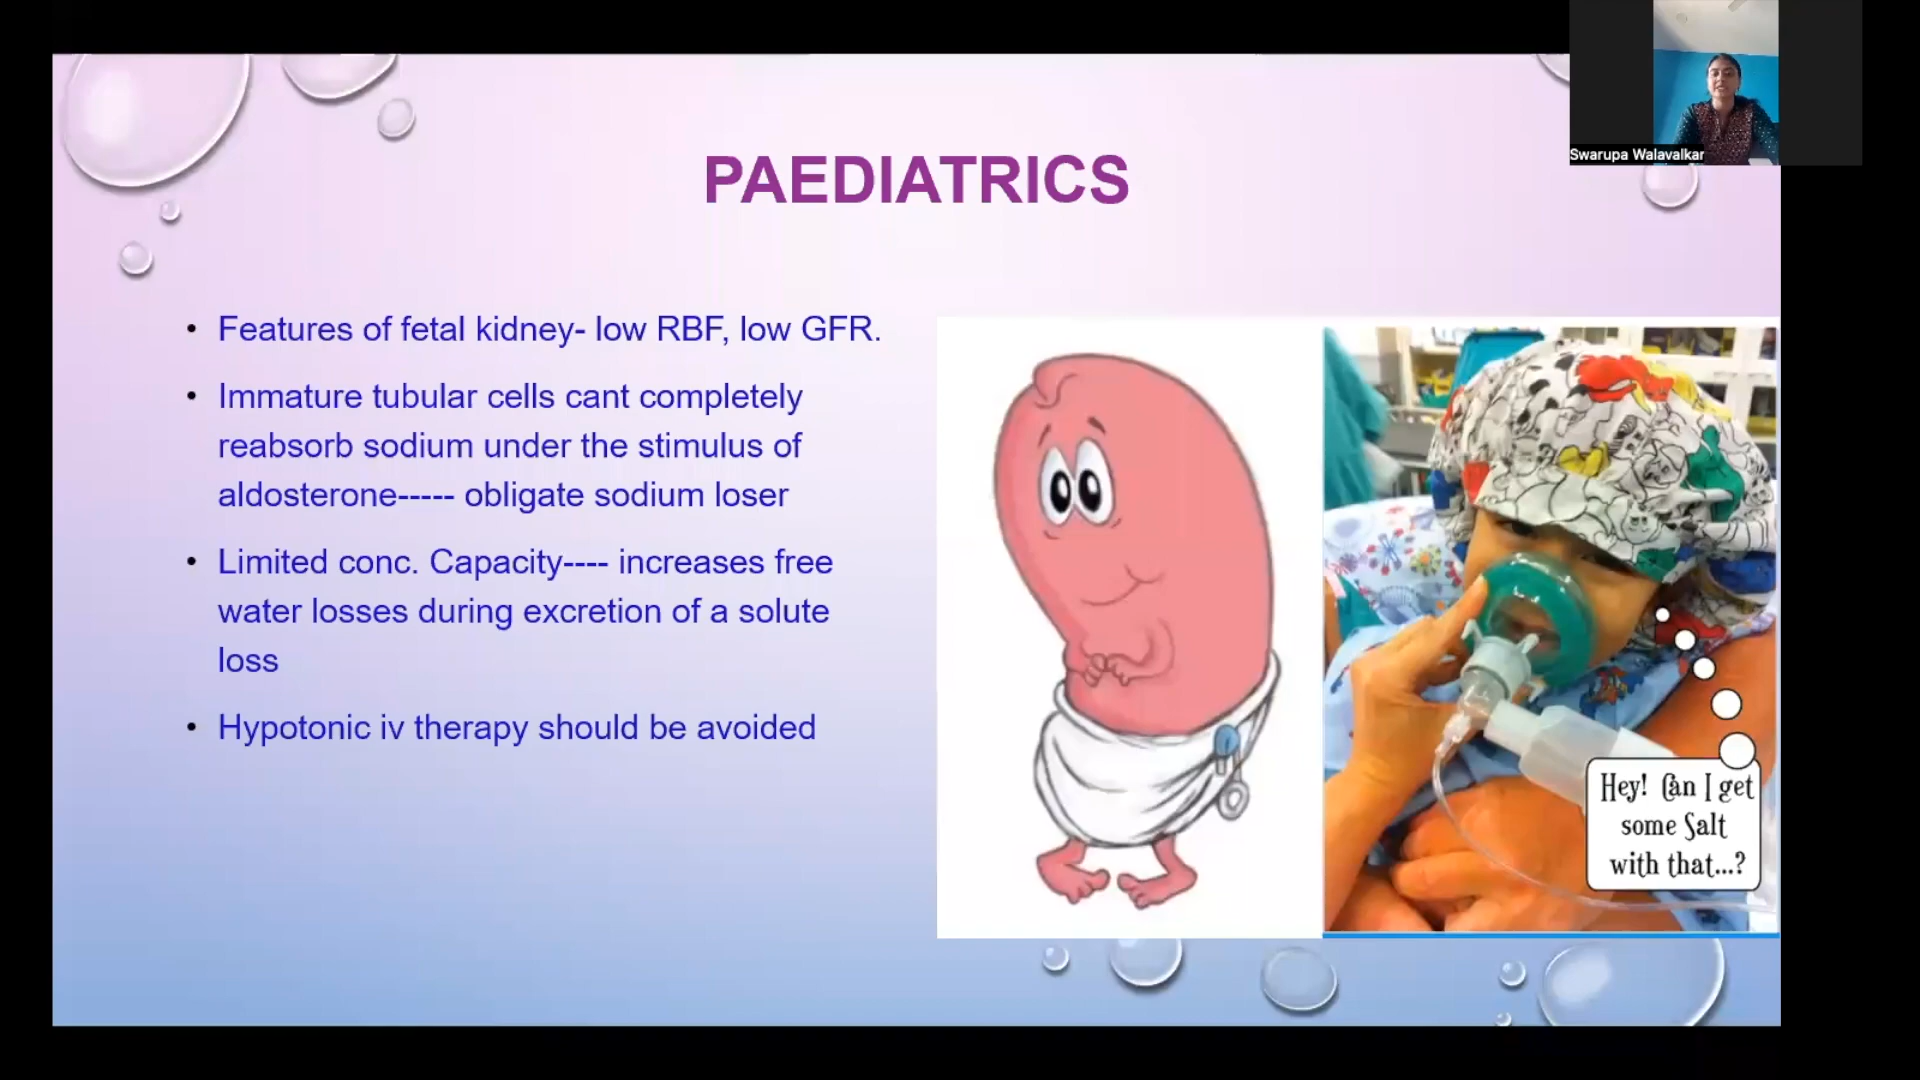 Swarupa Walavalkar
PAEDIATRICS
• Features of fetal kidney- low RBF, low GFR.
• Immature tubular cells cant completely
reabsorb sodium under the stimulus of
aldosterone----- obligate sodium loser
• Limited conc. Capacity---- increases free
water losses during excretion of a solute
loss
• Hypotonic iv therapy should be avoided
Hey! Can I get
some Salt
with that...?